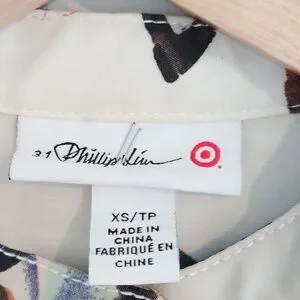 3.1 Phillip Lim
XS/TP
MADE IN
CHINA
FABRIQUÉ EN
CHINE